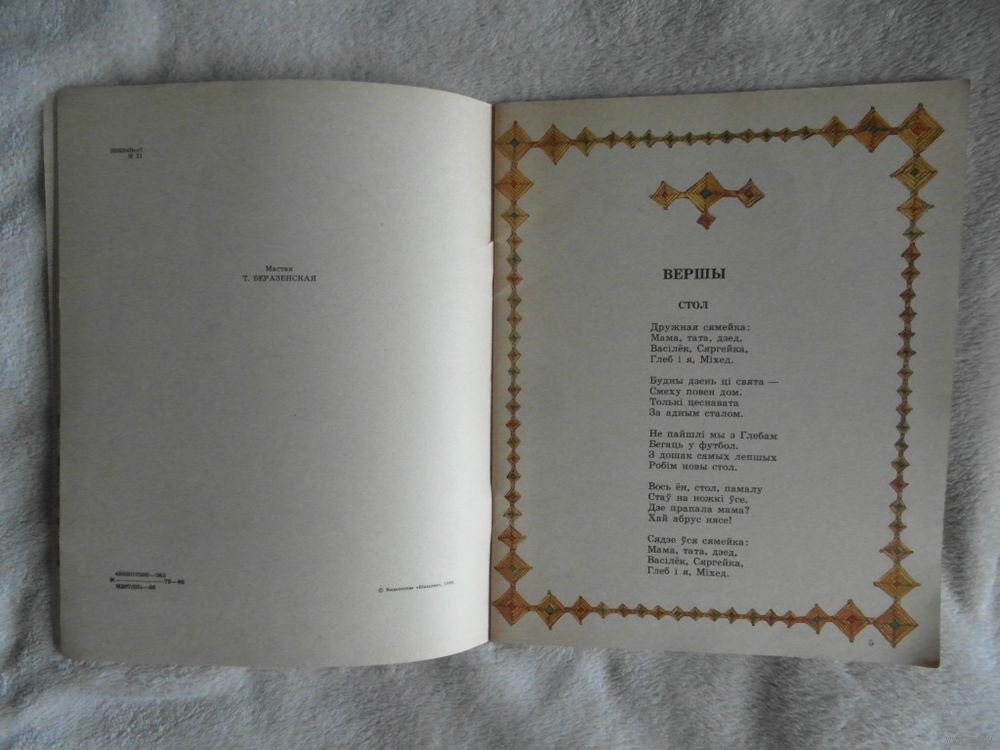 Мастак
Т. БЕРАЗЕНСКАЯ
ВЕРШЫ
СТОЛ
Дружная сямейка:
Мама, тата, дзед,
Васілёк, Сяргейка,
Глеб і я, Міхед.
Будны дзень ці свята —
Смеху повен дом.
Толькі цеснавата
За адным сталом.
Не пайшлі мы з Глебам
Бегаць у футбол.
З дошак самых лепшых
Робім новы стол.
Вось ён, стол, памалу
Стаў на ножкі ўсе.
Дзе прапала мама?
Хай абрус нясе!
Сядзе ўся сямейка:
Мама, тата, дзед,
Васілёк, Сяргейка,
Глеб і я, Міхед.
5